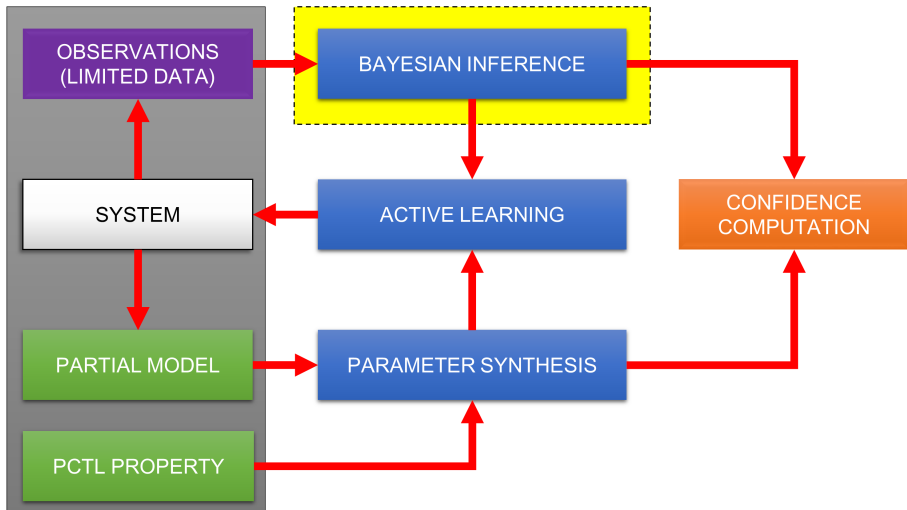 OBSERVATIONS
(LIMITED DATA)
BAYESIAN INFERENCE
SYSTEM
ACTIVE LEARNING
CONFIDENCE
COMPUTATION
PARTIAL MODEL
PARAMETER SYNTHESIS
PCTL PROPERTY